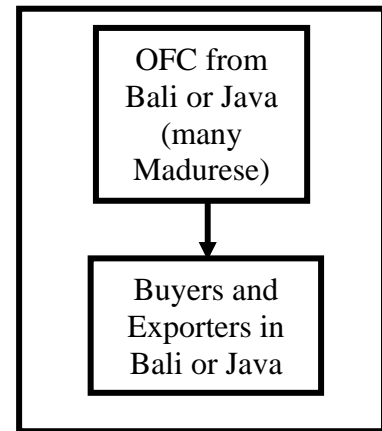 OFC from
Bali or Java
(many
Madurese)
Buyers and
Exporters in
Bali or Java